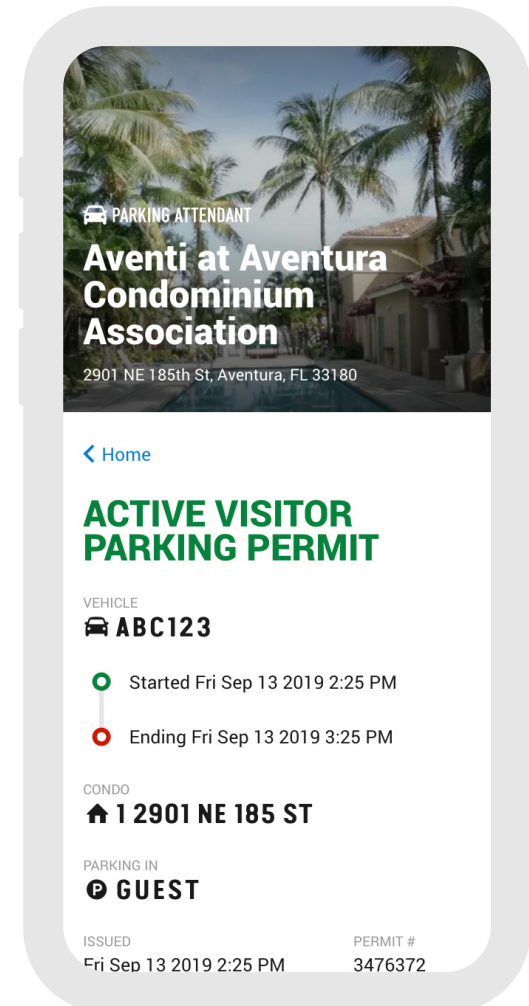 PARKING ATTENDANT
Aventi at Aventura
Condominium
Association
2901 NE 185th St, Aventura, FL 33180
Home
ACTIVE VISITOR
PARKING PERMIT
VEHICLE
ABC123
Started Fri Sep 13 2019 2:25 PM
Ending Fri Sep 13 2019 3:25 PM
CONDO
1 2901 NE 185 ST
PARKING IN
P GUEST
ISSUED PERMIT #
Fri Sep 13 2019 2:25 PM 3476372